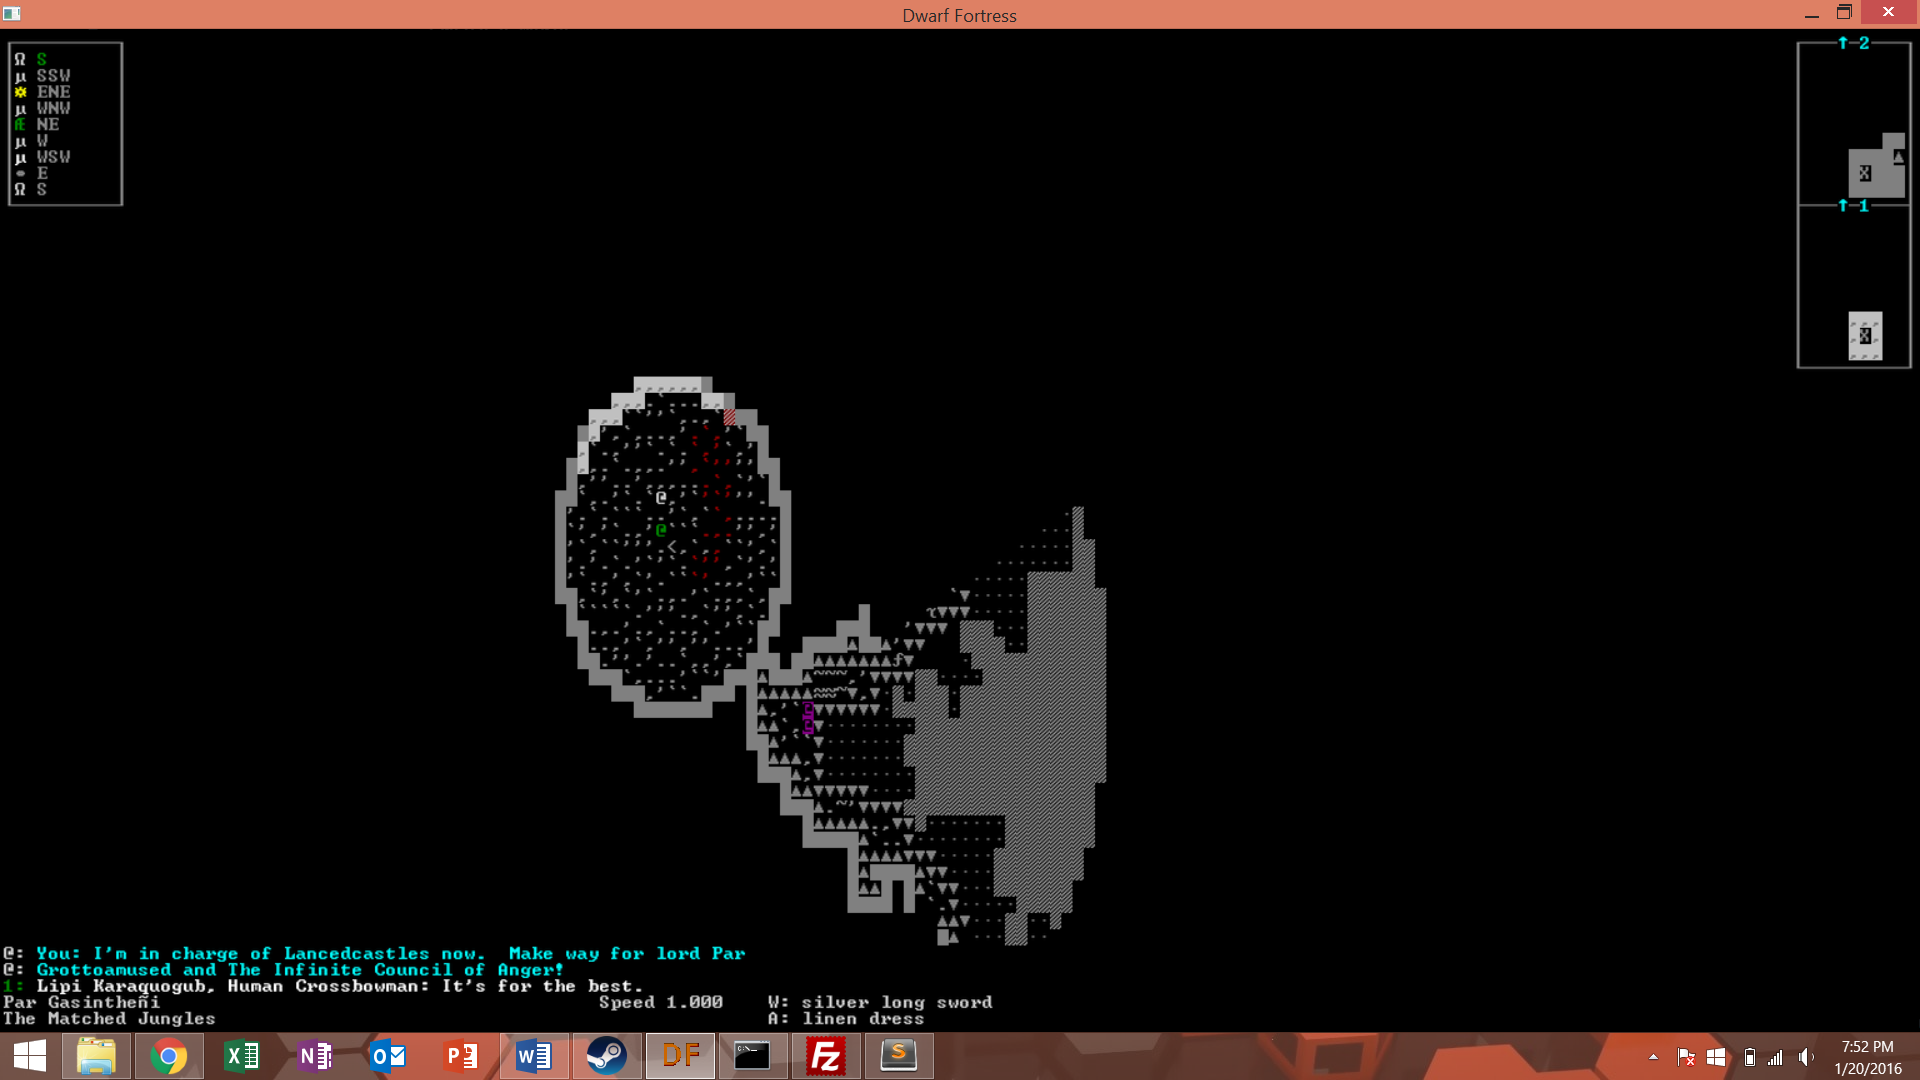 Dwarf Fortress
Ω S
µ SSW
☼ ENE
µ WNW
Æ NE
µ W
µ WSW
E
Ω S
↑ 2
X
↑ 1
X
@: You: I'm in charge of Lancedcastles now.  Make way for lord Par
@: Grottoamused and The Infinite Council of Anger!
1: Lipi Karaquogub, Human Crossbowman: It's for the best.
Par Gasintheñi Speed 1.000 W: silver long sword
The Matched Jungles A: linen dress
DF
7:52 PM
1/20/2016